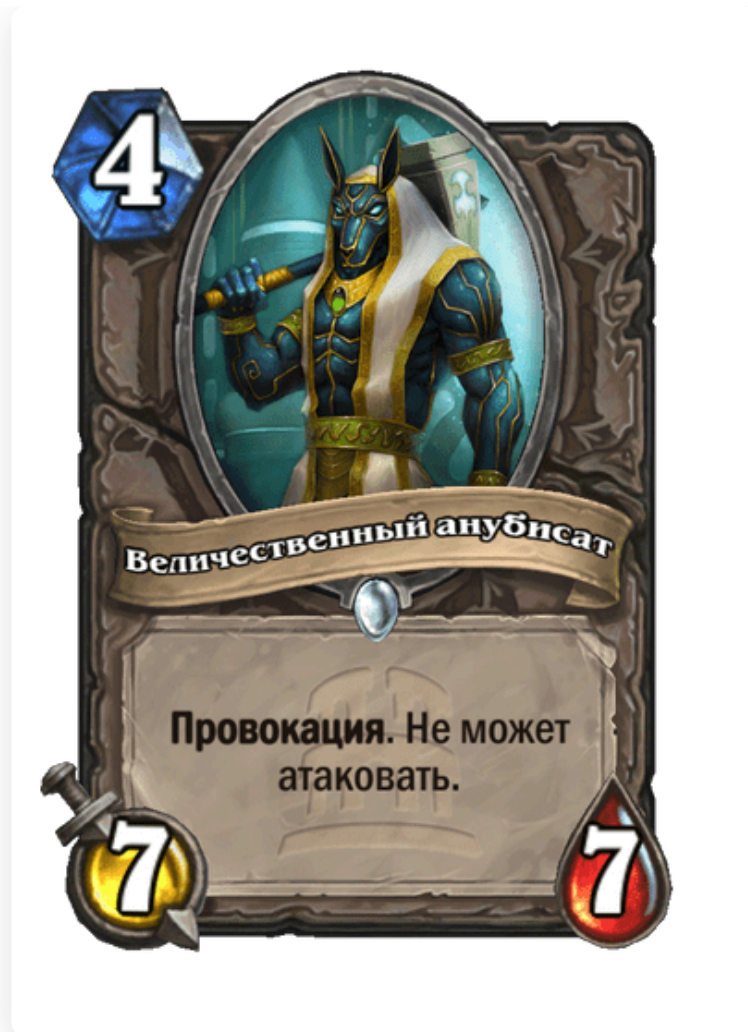 4
Величественный анубисат
Провокация. Не может
атаковать.
7
7